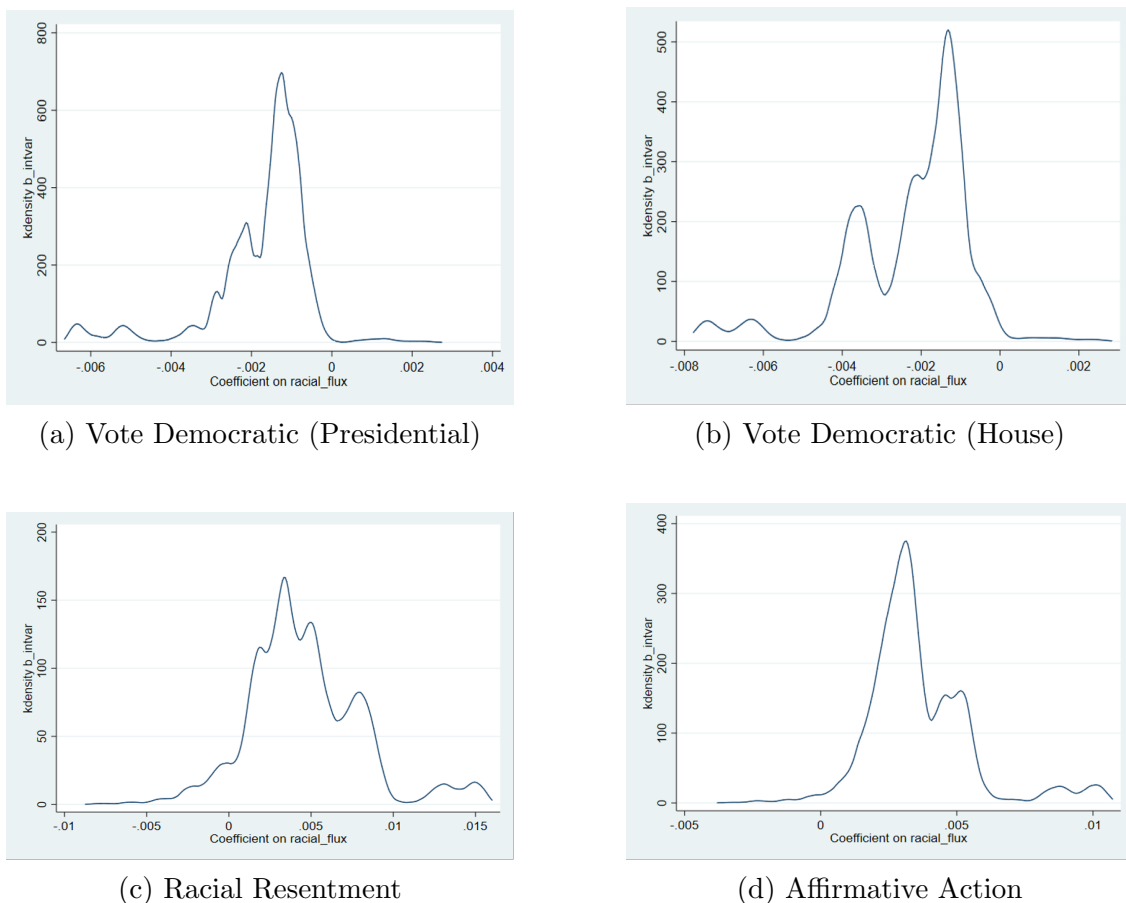 800
600
400
200
0
kdensity b_intvar
-.006 -.004 -.002 0 .002 .004
Coefficient on racial_flux
(a) Vote Democratic (Presidential)
500
400
300
200
100
0
kdensity b_intvar
-.008 -.006 -.004 -.002 0 .002
Coefficient on racial_flux
(b) Vote Democratic (House)
200
150
100
50
0
kdensity b_intvar
-.01 -.005 0 .005 .01 .015
Coefficient on racial_flux
(c) Racial Resentment
400
300
200
100
0
kdensity b_intvar
-.005 0 .005 .01
Coefficient on racial_flux
(d) Affirmative Action